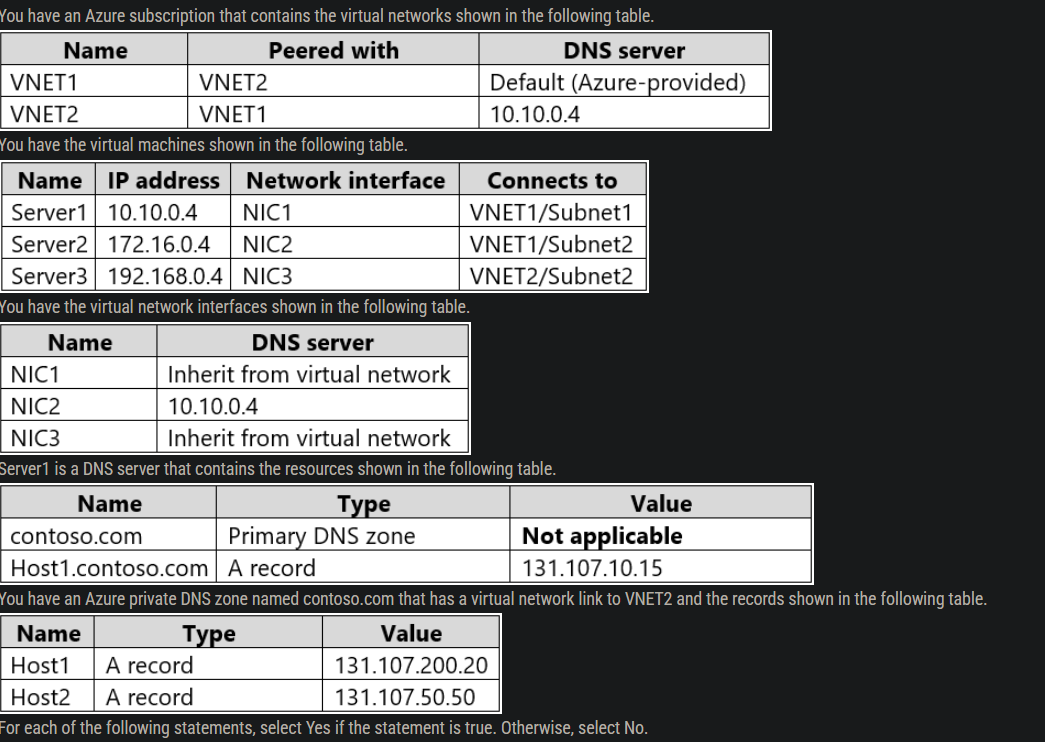 You have an Azure subscription that contains the virtual networks shown in the following table.
Name Peered with DNS server
VNET1 VNET2 Default (Azure-provided)
VNET2 VNET1 10.10.0.4
You have the virtual machines shown in the following table.
Name IP address Network interface Connects to
Server1 10.10.0.4 NIC1 VNET1/Subnet1
Server2 172.16.0.4 NIC2 VNET1/Subnet2
Server3 192.168.0.4 NIC3 VNET2/Subnet2
You have the virtual network interfaces shown in the following table.
Name DNS server
NIC1 Inherit from virtual network
NIC2 10.10.0.4
NIC3 Inherit from virtual network
Server1 is a DNS server that contains the resources shown in the following table.
Name Type Value
contoso.com Primary DNS zone Not applicable
Host1.contoso.com A record 131.107.10.15
You have an Azure private DNS zone named contoso.com that has a virtual network link to VNET2 and the records shown in the following table.
Name Type Value
Host1 A record 131.107.200.20
Host2 A record 131.107.50.50
For each of the following statements, select Yes if the statement is true. Otherwise, select No.